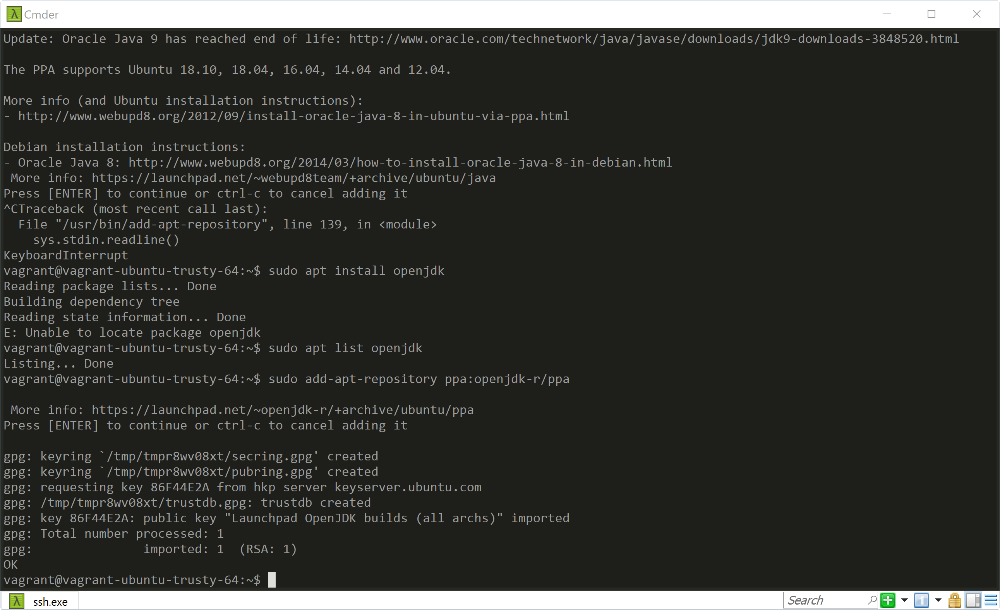 Cmder
Update: Oracle Java 9 has reached end of life: http://www.oracle.com/technetwork/java/javase/downloads/jdk9-downloads-3848520.html
The PPA supports Ubuntu 18.10, 18.04, 16.04, 14.04 and 12.04.
More info (and Ubuntu installation instructions):
- http://www.webupd8.org/2012/09/install-oracle-java-8-in-ubuntu-via-ppa.html
Debian installation instructions:
- Oracle Java 8: http://www.webupd8.org/2014/03/how-to-install-oracle-java-8-in-debian.html
 More info: https://launchpad.net/~webupd8team/+archive/ubuntu/java
Press [ENTER] to continue or ctrl-c to cancel adding it
^CTraceback (most recent call last):
  File "/usr/bin/add-apt-repository", line 139, in <module>
    sys.stdin.readline()
KeyboardInterrupt
vagrant@vagrant-ubuntu-trusty-64:~$ sudo apt install openjdk
Reading package lists... Done
Building dependency tree
Reading state information... Done
E: Unable to locate package openjdk
vagrant@vagrant-ubuntu-trusty-64:~$ sudo apt list openjdk
Listing... Done
vagrant@vagrant-ubuntu-trusty-64:~$ sudo add-apt-repository ppa:openjdk-r/ppa
 More info: https://launchpad.net/~openjdk-r/+archive/ubuntu/ppa
Press [ENTER] to continue or ctrl-c to cancel adding it
gpg: keyring `/tmp/tmpr8wv08xt/secring.gpg' created
gpg: keyring `/tmp/tmpr8wv08xt/pubring.gpg' created
gpg: requesting key 86F44E2A from hkp server keyserver.ubuntu.com
gpg: /tmp/tmpr8wv08xt/trustdb.gpg: trustdb created
gpg: key 86F44E2A: public key "Launchpad OpenJDK builds (all archs)" imported
gpg: Total number processed: 1
gpg:               imported: 1  (RSA: 1)
OK
vagrant@vagrant-ubuntu-trusty-64:~$
λ ssh.exe Search 1